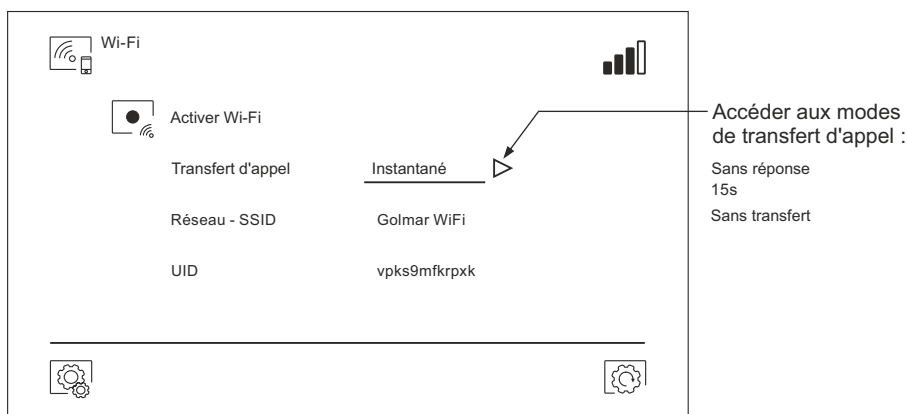 Wi-Fi
Activer Wi-Fi
Transfert d'appel Instantané
Réseau - SSID Golmar WiFi
UID vpks9mfkrpxk
Accéder aux modes
de transfert d'appel :
Sans réponse
15s
Sans transfert